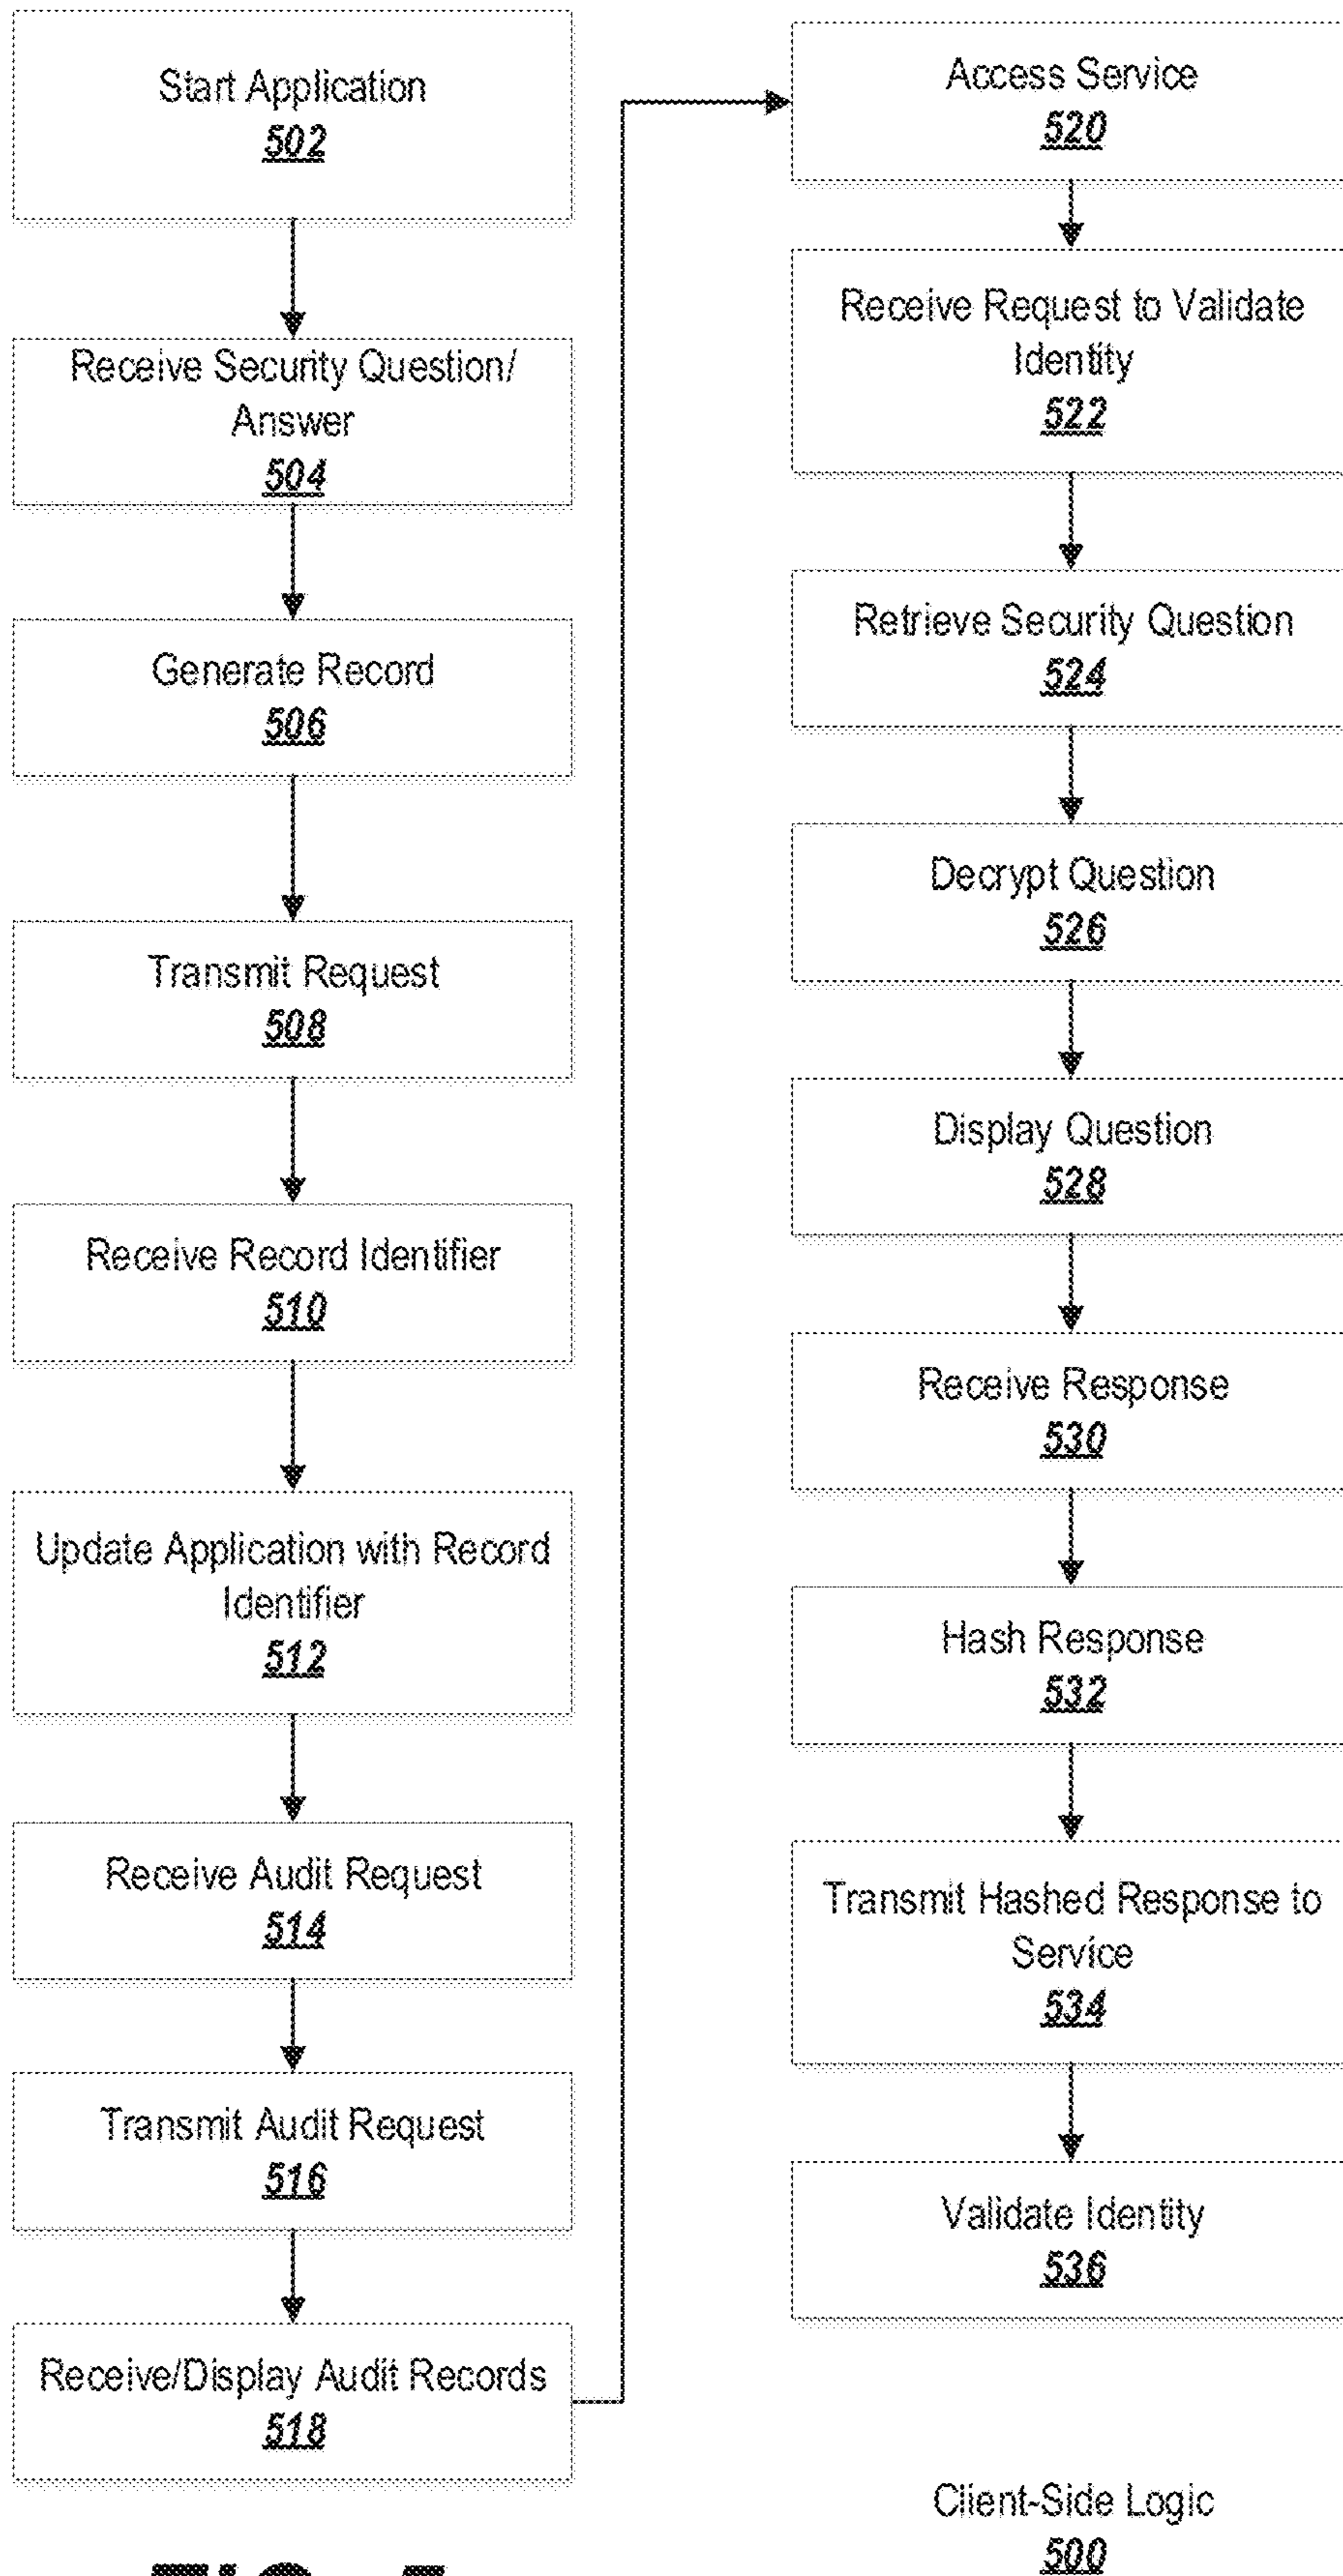 Start Application
502
Receive Security Question/
Answer
504
Generate Record
506
Transmit Request
508
Receive Record Identifier
510
Update Application with Record
Identifier
512
Receive Audit Request
514
Transmit Audit Request
516
Receive/Display Audit Records
518
Access Service
520
Receive Request to Validate
Identity
522
Retrieve Security Question
524
Decrypt Question
526
Display Question
528
Receive Response
530
Hash Response
532
Transmit Hashed Response to
Service
534
Validate Identity
536
Client-Side Logic
500